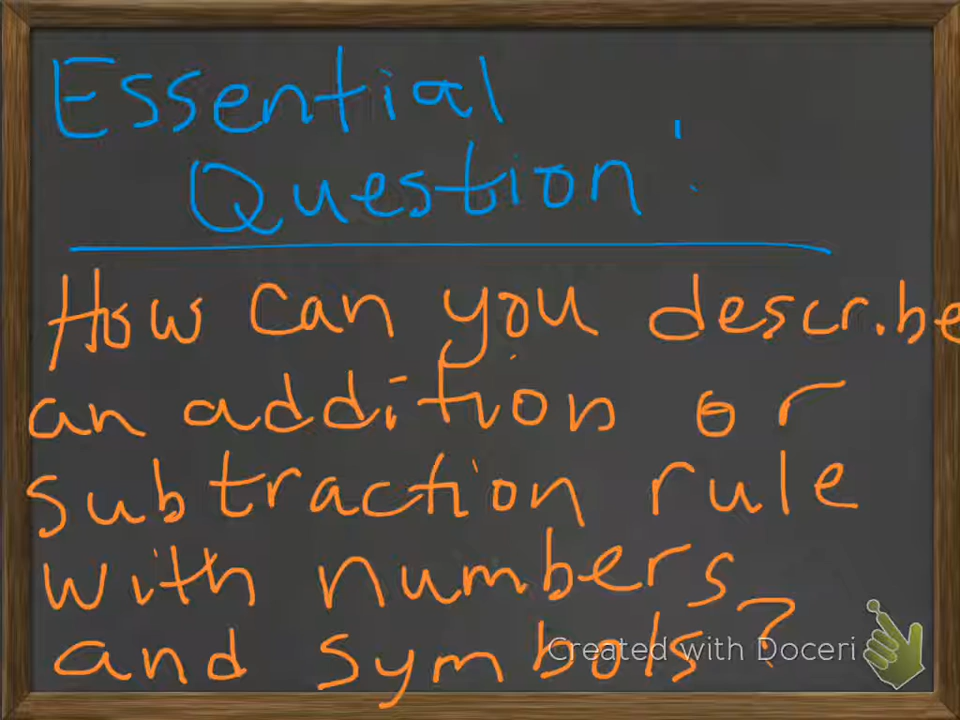 Essential
Question:
How can you describe
an addition or
subtraction rule
with numbers
and symbols?
Created with Doceri